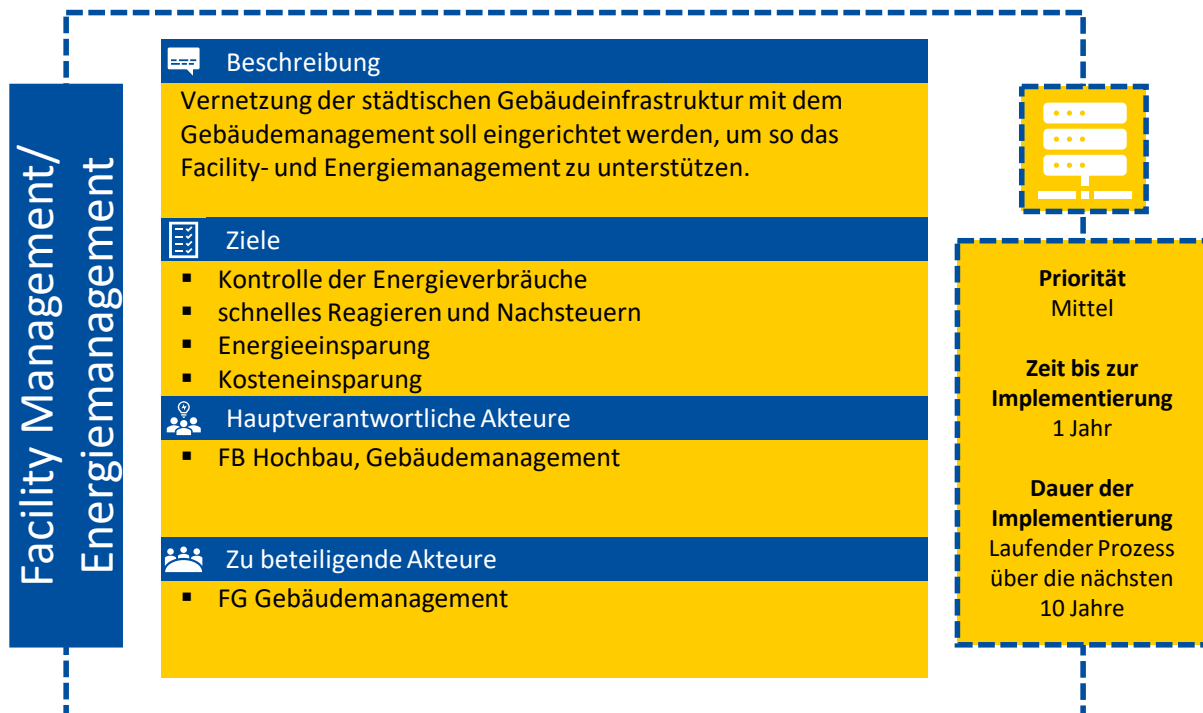 Facility Management/
Energiemanagement
Beschreibung
Vernetzung der städtischen Gebäudeinfrastruktur mit dem
Gebäudemanagement soll eingerichtet werden, um so das
Facility- und Energiemanagement zu unterstützen.
Ziele
▪ Kontrolle der Energieverbräuche
▪ schnelles Reagieren und Nachsteuern
▪ Energieeinsparung
▪ Kosteneinsparung
Hauptverantwortliche Akteure
▪ FB Hochbau, Gebäudemanagement
Zu beteiligende Akteure
▪ FG Gebäudemanagement
Priorität
Mittel
Zeit bis zur
Implementierung
1 Jahr
Dauer der
Implementierung
Laufender Prozess
über die nächsten
10 Jahre